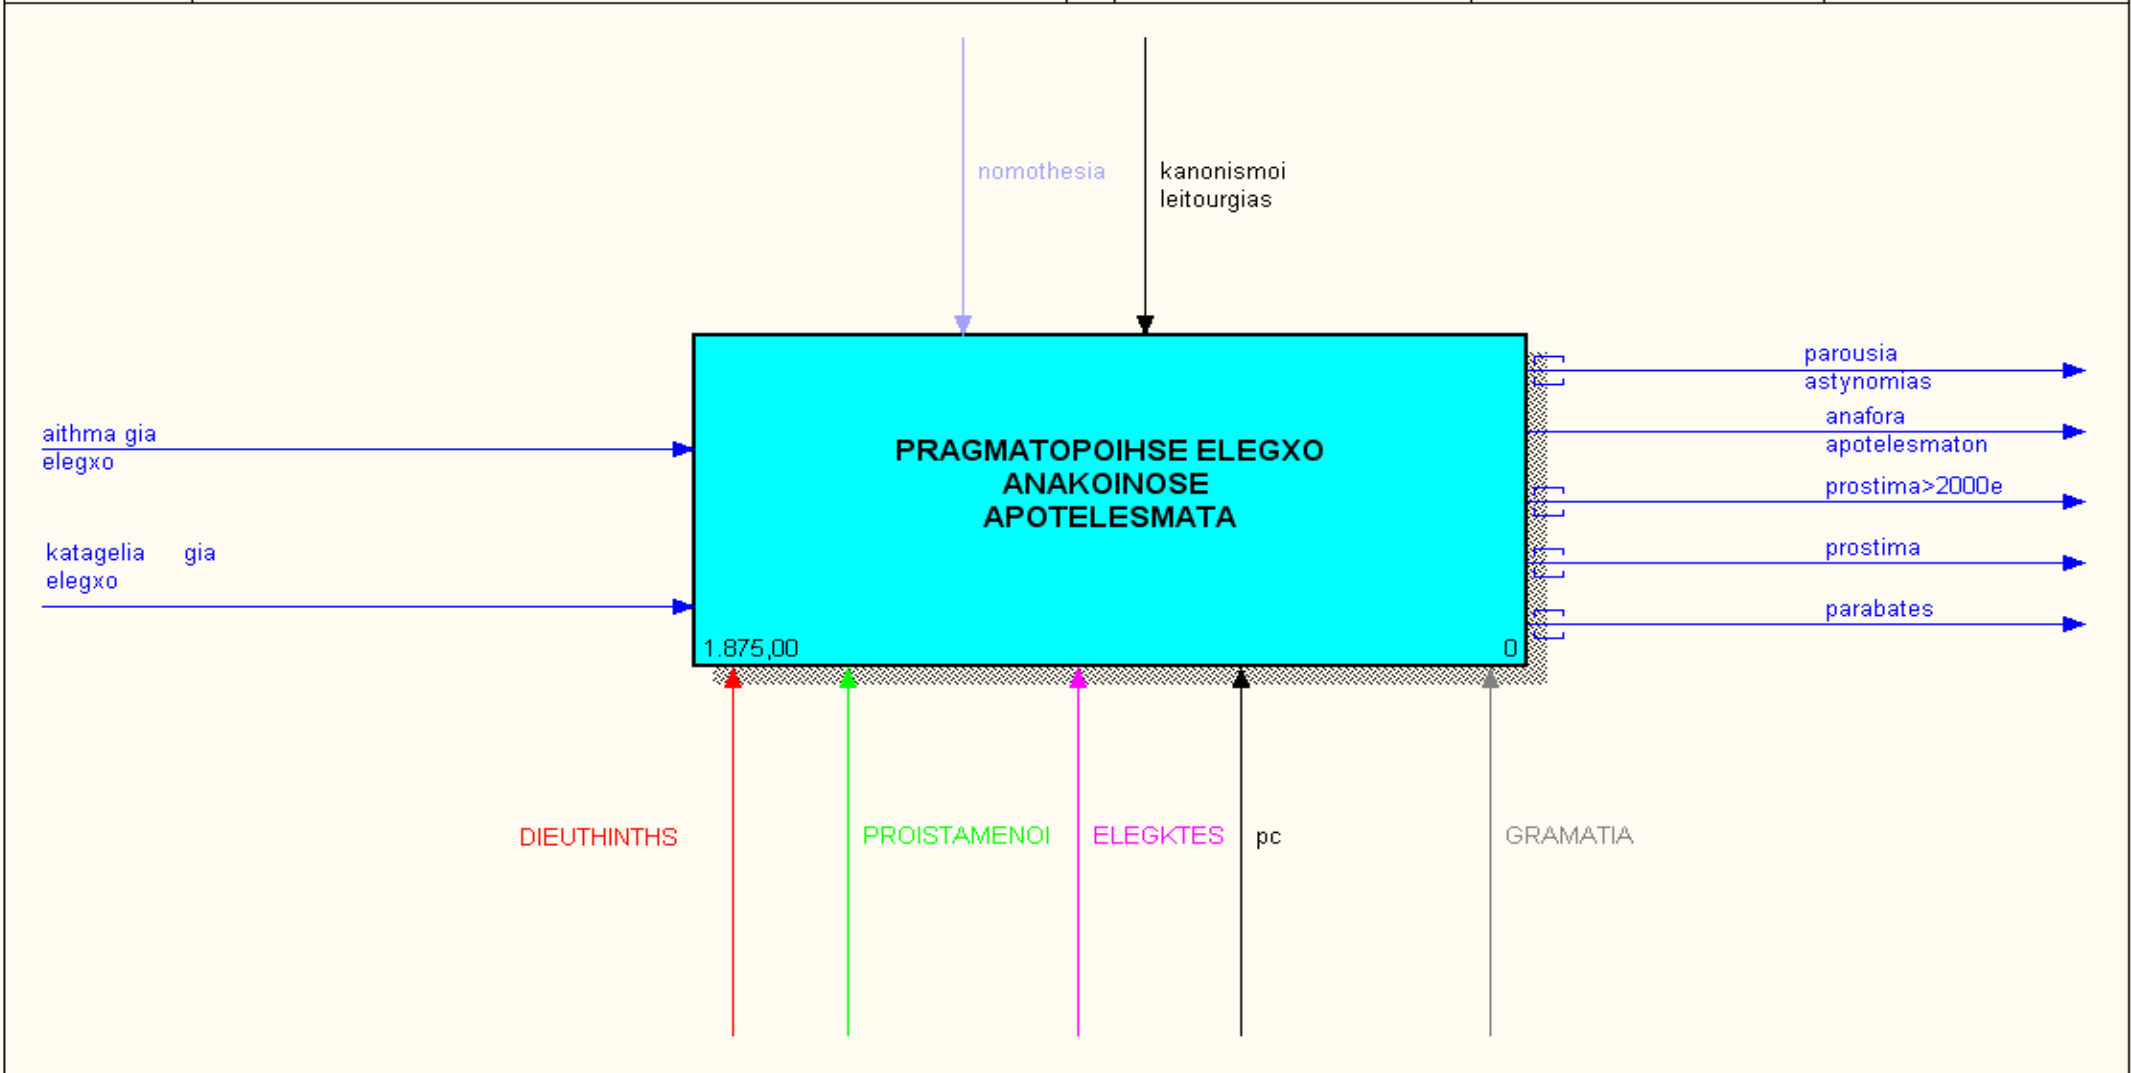 nomothesia
kanonismoi
leitourgias
parousia
astynomias
anafora
apotelesmaton
prostima>2000e
prostima
parabates
aithma gia
elegxo
katagelia gia
elegxo
PRAGMATOPOIHSE ELEGXO
ANAKOINOSE
APOTELESMATA
1.875,00
0
DIEUTHINTHS
PROISTAMENOI
ELEGKTES
pc
GRAMATIA